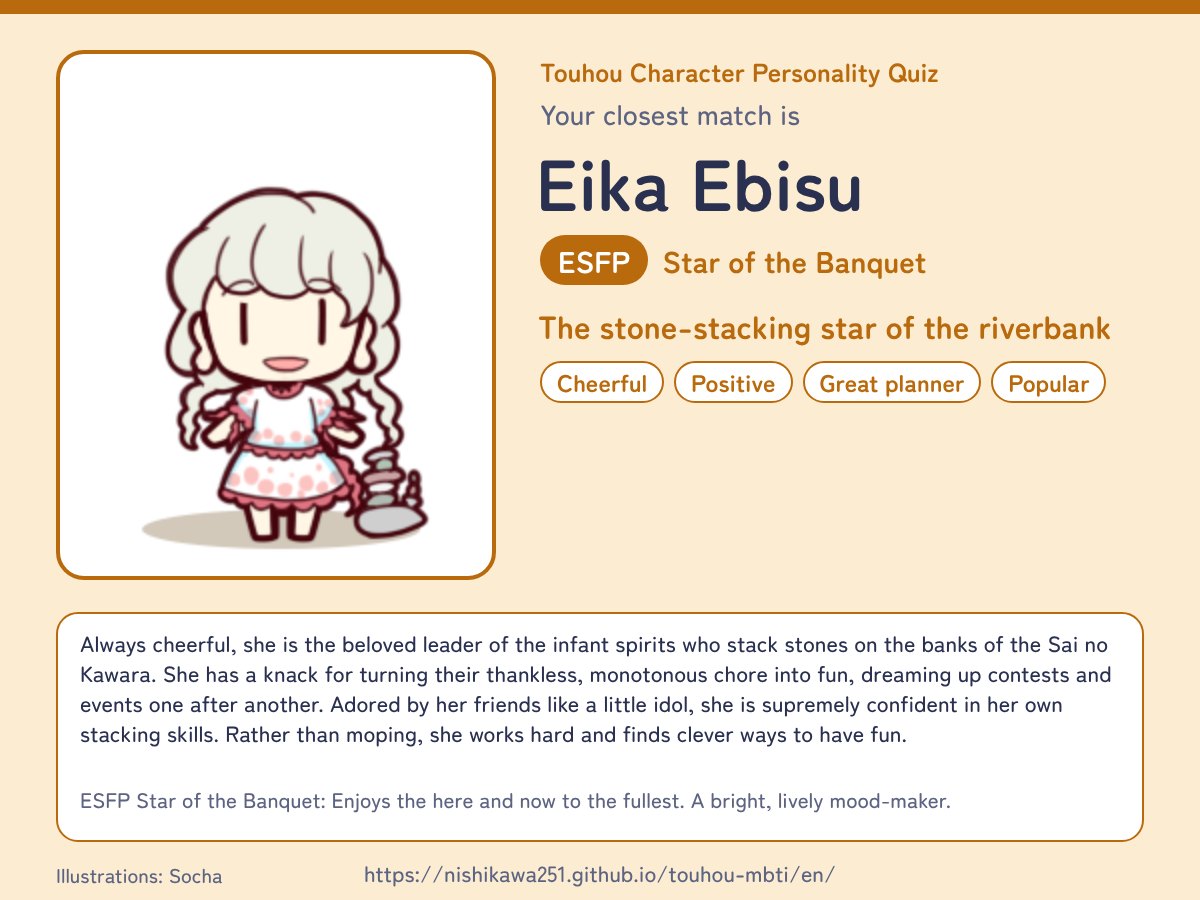 Touhou Character Personality Quiz
Your closest match is
Eika Ebisu
ESFP Star of the Banquet
The stone-stacking star of the riverbank
Cheerful Positive Great planner Popular
Always cheerful, she is the beloved leader of the infant spirits who stack stones on the banks of the Sai no
Kawara. She has a knack for turning their thankless, monotonous chore into fun, dreaming up contests and
events one after another. Adored by her friends like a little idol, she is supremely confident in her own
stacking skills. Rather than moping, she works hard and finds clever ways to have fun.
ESFP Star of the Banquet: Enjoys the here and now to the fullest. A bright, lively mood-maker.
Illustrations: Socha https://nishikawa251.github.io/touhou-mbti/en/